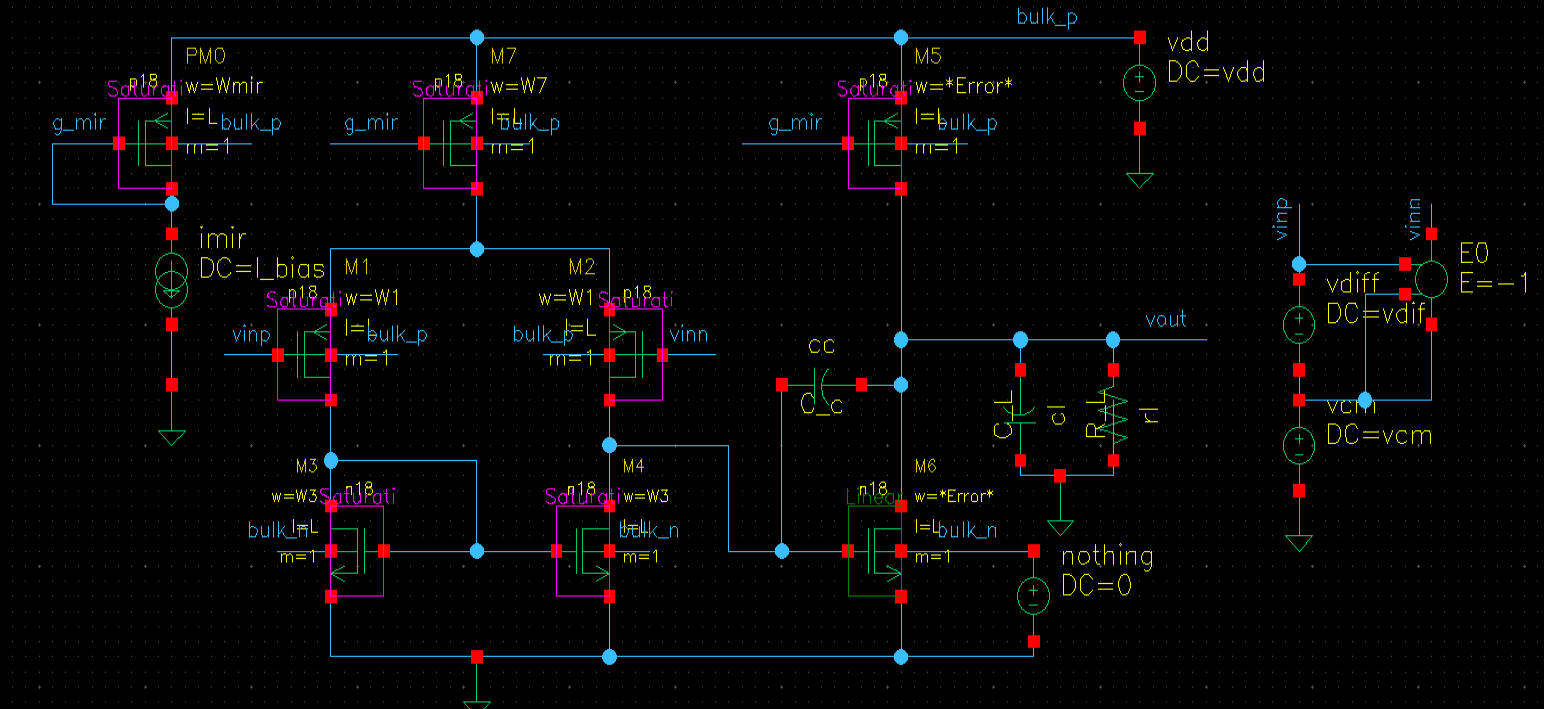 bulk_p
PM0
M7
M5
vdd
DC=vdd
p18
Saturati
w=Wmir
l=L
m=1
g_mir
bulk_p
p18
Saturati
w=W7
l=L
m=1
g_mir
bulk_p
p18
Saturati
w=*Error*
l=L
m=1
g_mir
bulk_p
imir
DC=I_bias
M1
p18
Saturati
w=W1
l=L
m=1
vinp
bulk_p
M2
w=W1
p18
Saturati
l=L
m=1
bulk_p
vinn
vinp
vinn
E0
E=-1
vdiff
DC=vdif
vcm
DC=vcm
vout
cc
C_c
C_L
cl
R_L
rl
M3
w=W3
n18
Saturati
l=L
m=1
bulk_n
M4
n18
Saturati
w=W3
l=L
m=1
bulk_n
M6
n18
Linear
w=*Error*
l=L
m=1
bulk_n
nothing
DC=0